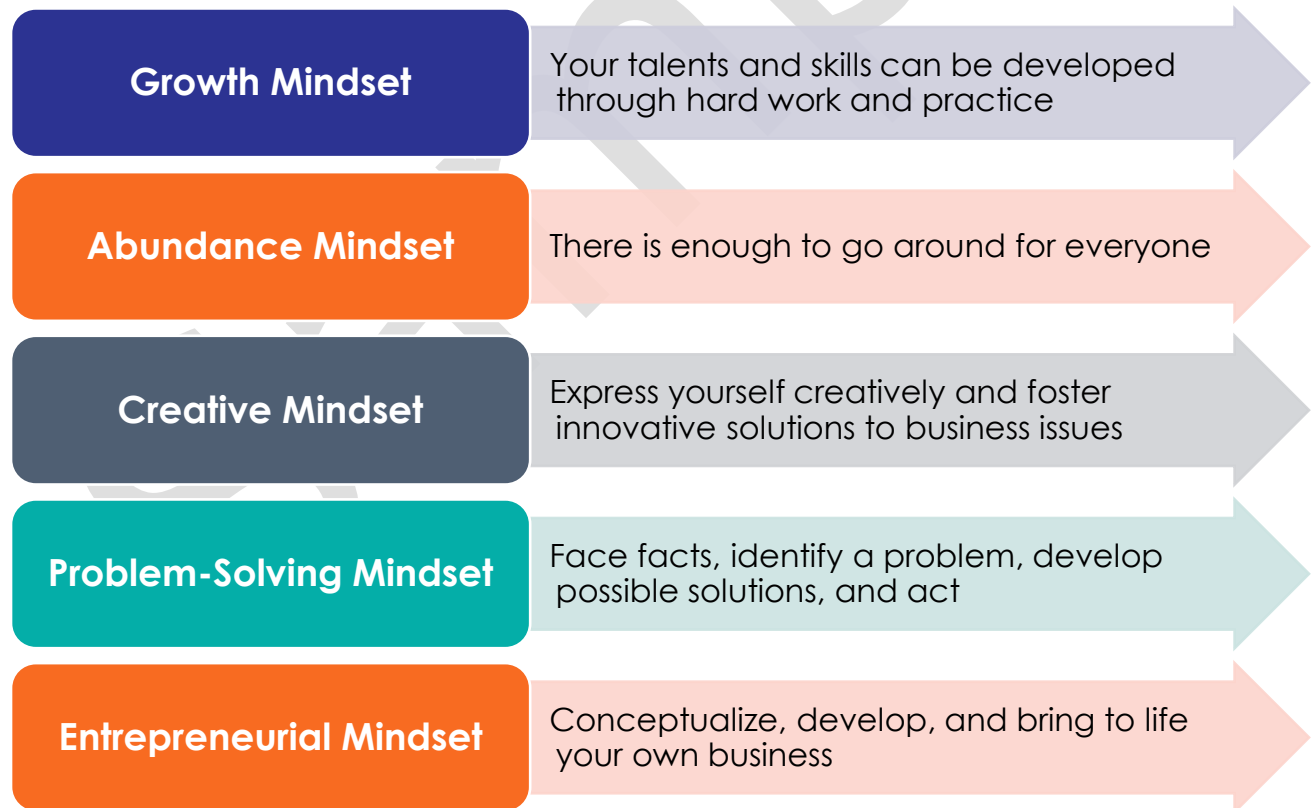 Growth Mindset
Your talents and skills can be developed
through hard work and practice
Abundance Mindset
There is enough to go around for everyone
Creative Mindset
Express yourself creatively and foster
innovative solutions to business issues
Problem-Solving Mindset
Face facts, identify a problem, develop
possible solutions, and act
Entrepreneurial Mindset
Conceptualize, develop, and bring to life
your own business